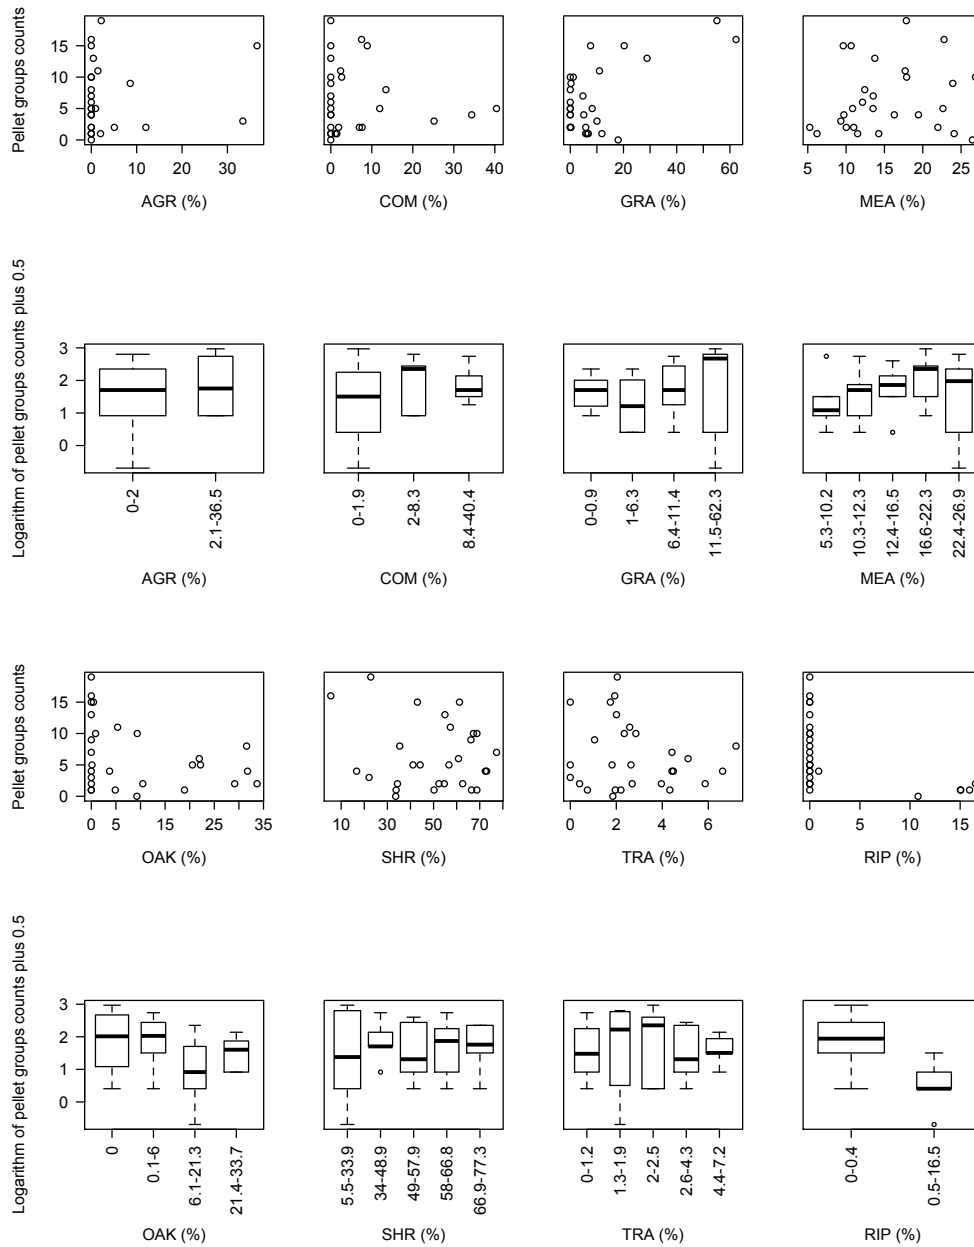 Pellet groups counts
15
10
5
0
0 10 20 30
AGR (%)
0 10 20 30 40
COM (%)
0 20 40 60
GRA (%)
5 10 15 20 25
MEA (%)
Logarithm of pellet groups counts plus 0.5
3
2
1
0
0-2
2.1-36.5
AGR (%)
0-1.9
2-8.3
8.4-40.4
COM (%)
0-0.9
1-6.3
6.4-11.4
11.5-62.3
GRA (%)
5.3-10.2
10.3-12.3
12.4-16.5
16.6-22.3
22.4-26.9
MEA (%)
Pellet groups counts
15
10
5
0
0 5 15 25 35
OAK (%)
10 30 50 70
SHR (%)
0 2 4 6
TRA (%)
0 5 10 15
RIP (%)
Logarithm of pellet groups counts plus 0.5
3
2
1
0
0
0.1-6
6.1-21.3
21.4-33.7
OAK (%)
5.5-33.9
34-48.9
49-57.9
58-66.8
66.9-77.3
SHR (%)
0-1.2
1.3-1.9
2-2.5
2.6-4.3
4.4-7.2
TRA (%)
0-0.4
0.5-16.5
RIP (%)